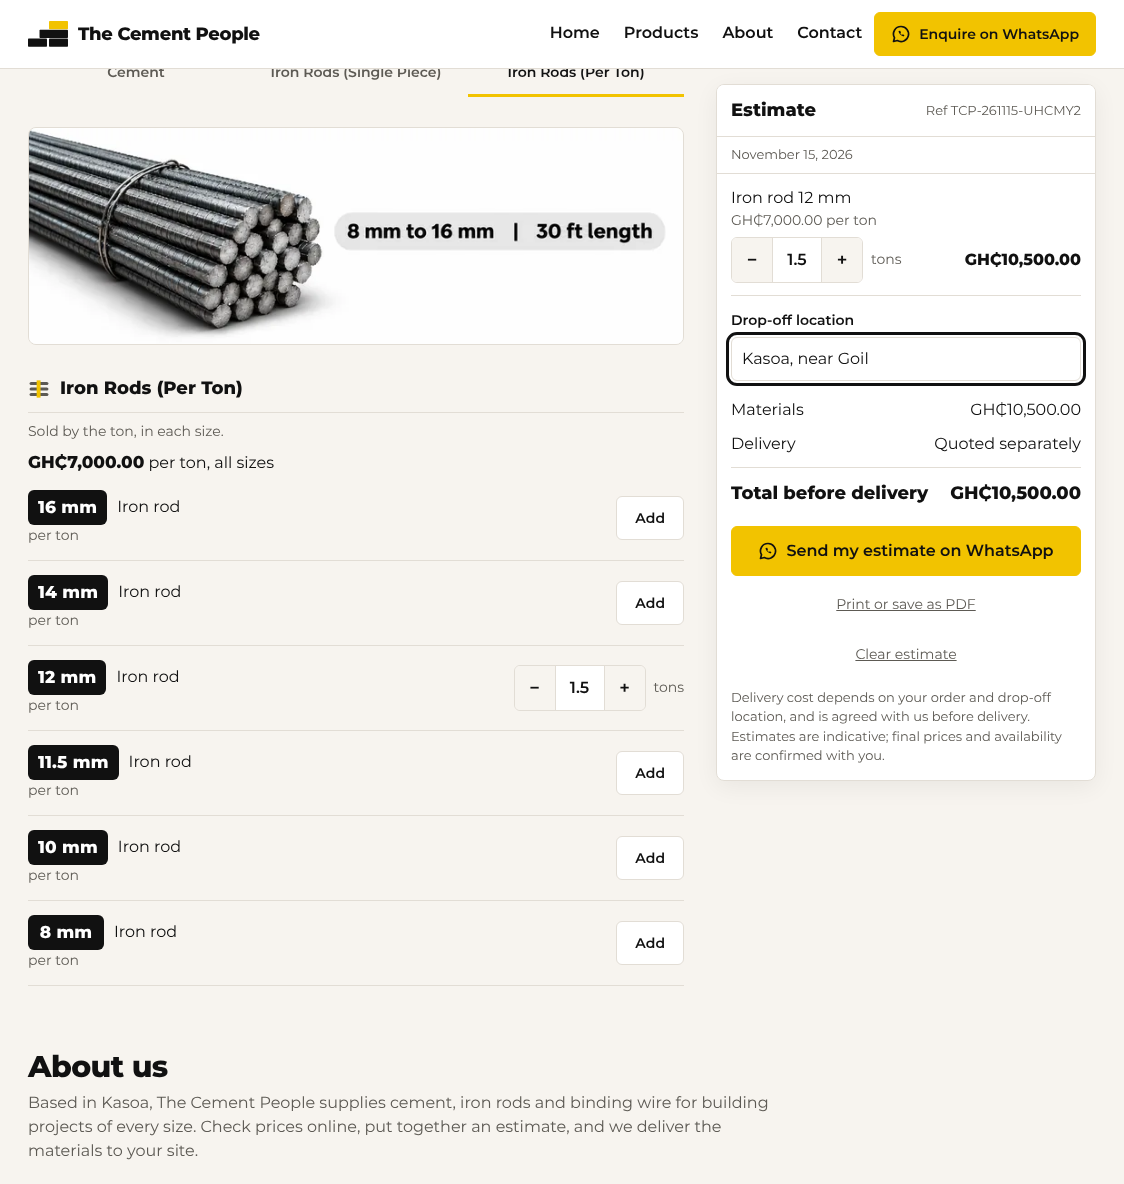 The Cement People
Home
Products
About
Contact
Enquire on WhatsApp
Cement
Iron Rods (Single Piece)
Iron Rods (Per Ton)
8 mm to 16 mm | 30 ft length
Iron Rods (Per Ton)
Sold by the ton, in each size.
GH₵7,000.00 per ton, all sizes
16 mm Iron rod
per ton
Add
14 mm Iron rod
per ton
Add
12 mm Iron rod
per ton
− 1.5 + tons
11.5 mm Iron rod
per ton
Add
10 mm Iron rod
per ton
Add
8 mm Iron rod
per ton
Add
Estimate
Ref TCP-261115-UHCMY2
November 15, 2026
Iron rod 12 mm
GH₵7,000.00 per ton
− 1.5 + tons GH₵10,500.00
Drop-off location
Kasoa, near Goil
Materials GH₵10,500.00
Delivery Quoted separately
Total before delivery GH₵10,500.00
Send my estimate on WhatsApp
Print or save as PDF
Clear estimate
Delivery cost depends on your order and drop-off
location, and is agreed with us before delivery.
Estimates are indicative; final prices and availability
are confirmed with you.
About us
Based in Kasoa, The Cement People supplies cement, iron rods and binding wire for building
projects of every size. Check prices online, put together an estimate, and we deliver the
materials to your site.